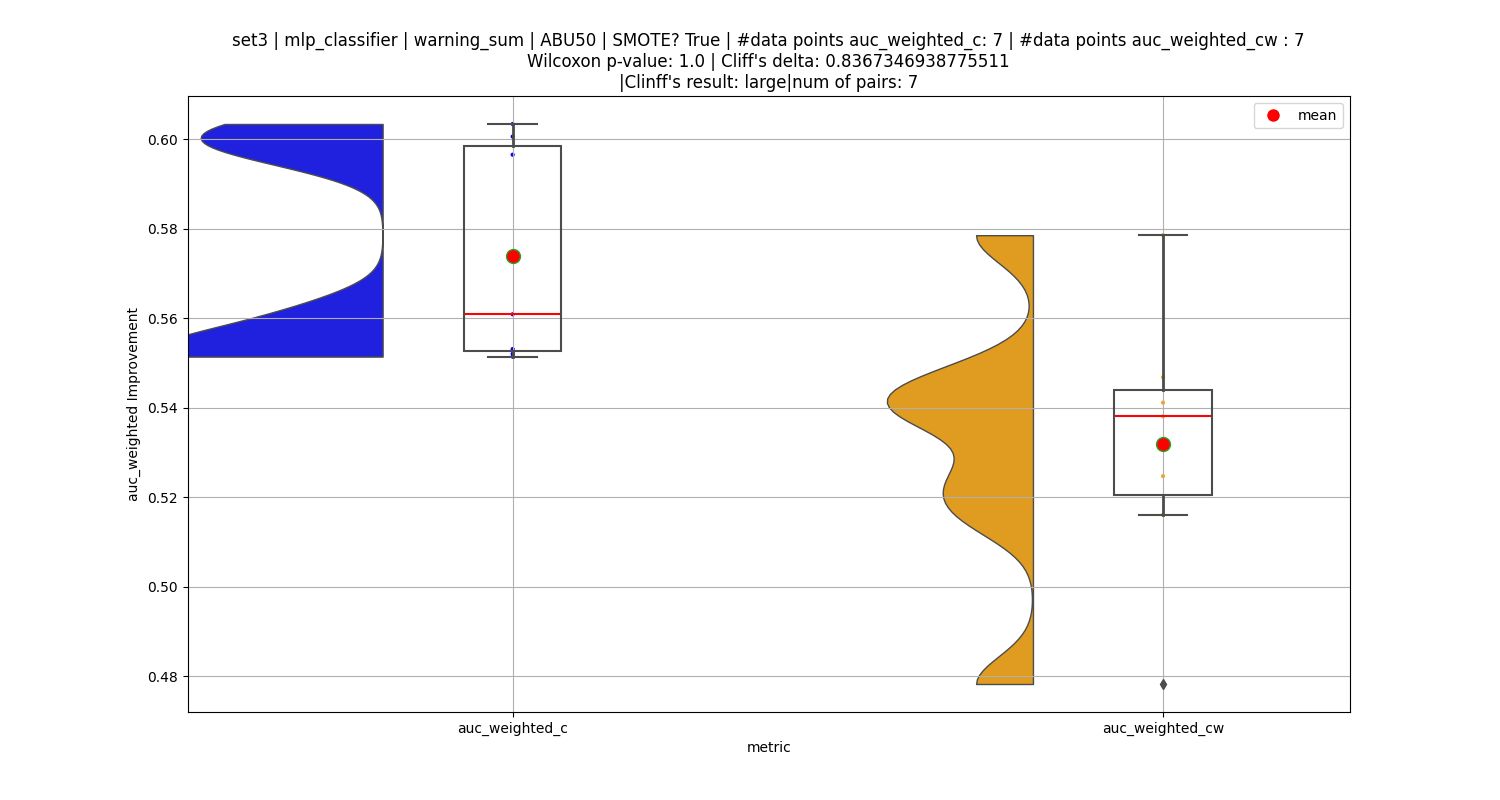 set3 | mlp_classifier | warning_sum | ABU50 | SMOTE? True | #data points auc_weighted_c: 7 | #data points auc_weighted_cw : 7
Wilcoxon p-value: 1.0 | Cliff's delta: 0.8367346938775511
|Clinff's result: large|num of pairs: 7
mean
0.60
0.58
0.56
0.54
0.52
0.50
0.48
auc_weighted Improvement
auc_weighted_c
auc_weighted_cw
metric